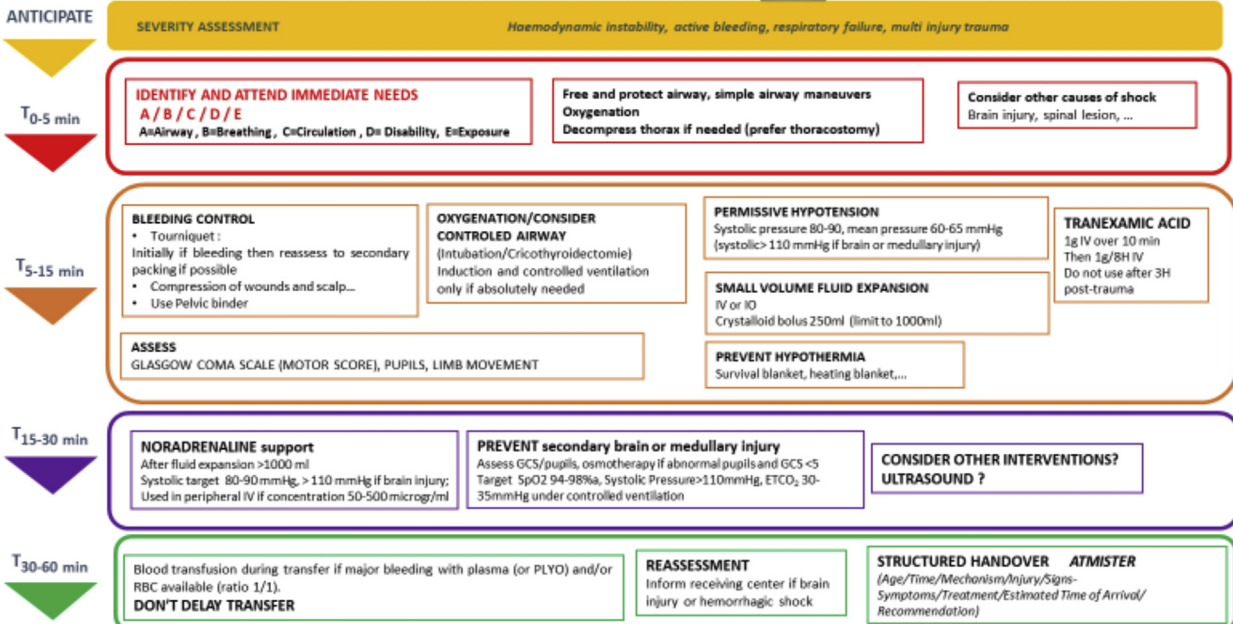 ANTICIPATE
SEVERITY ASSESSMENT
Haemodynamic instability, active bleeding, respiratory failure, multi injury trauma
T0-5 min
IDENTIFY AND ATTEND IMMEDIATE NEEDS
A / B / C / D / E
A=Airway , B=Breathing , C=Circulation , D= Disability, E=Exposure
Free and protect airway, simple airway maneuvers
Oxygenation
Decompress thorax if needed (prefer thoracostomy)
Consider other causes of shock
Brain injury, spinal lesion, ...
T5-15 min
BLEEDING CONTROL
• Tourniquet :
Initially if bleeding then reassess to secondary
packing if possible
• Compression of wounds and scalp...
• Use Pelvic binder
OXYGENATION/CONSIDER
CONTROLED AIRWAY
(Intubation/Cricothyroidectomie)
Induction and controlled ventilation
only if absolutely needed
PERMISSIVE HYPOTENSION
Systolic pressure 80-90, mean pressure 60-65 mmHg
(systolic> 110 mmHg if brain or medullary injury)
SMALL VOLUME FLUID EXPANSION
IV or IO
Crystalloid bolus 250ml (limit to 1000ml)
PREVENT HYPOTHERMIA
Survival blanket, heating blanket,...
TRANEXAMIC ACID
1g IV over 10 min
Then 1g/8H IV
Do not use after 3H
post-trauma
ASSESS
GLASGOW COMA SCALE (MOTOR SCORE), PUPILS, LIMB MOVEMENT
T15-30 min
NORADRENALINE support
After fluid expansion >1000 ml
Systolic target 80-90 mmHg, > 110 mmHg if brain injury;
Used in peripheral IV if concentration 50-500 microgr/ml
PREVENT secondary brain or medullary injury
Assess GCS/pupils, osmotherapy if abnormal pupils and GCS <5
Target SpO2 94-98%a, Systolic Pressure>110mmHg, ETCO2 30-
35mmHg under controlled ventilation
CONSIDER OTHER INTERVENTIONS?
ULTRASOUND ?
T30-60 min
Blood transfusion during transfer if major bleeding with plasma (or PLYO) and/or
RBC available (ratio 1/1).
DON'T DELAY TRANSFER
REASSESSMENT
Inform receiving center if brain
injury or hemorrhagic shock
STRUCTURED HANDOVER ATMISTER
(Age/Time/Mechanism/Injury/Signs-
Symptoms/Treatment/Estimated Time of Arrival/
Recommendation)